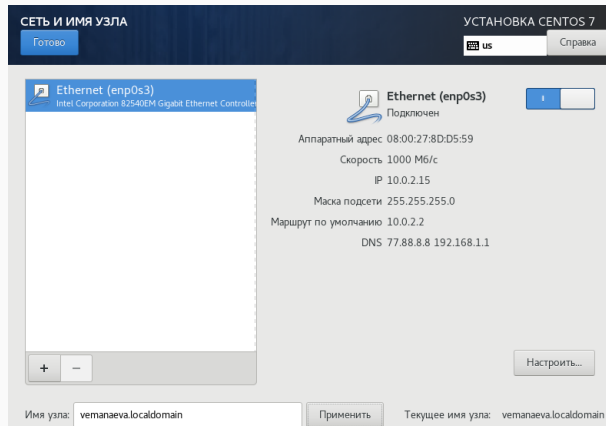 СЕТЬ И ИМЯ УЗЛА
УСТАНОВКА CENTOS 7
Готово
us
Справка
Ethernet (enp0s3)
Intel Corporation 82540EM Gigabit Ethernet Controlle
Ethernet (enp0s3)
Подключен
Аппаратный адрес 08:00:27:8D:D5:59
Скорость 1000 Мб/с
IP 10.0.2.15
Маска подсети 255.255.255.0
Маршрут по умолчанию 10.0.2.2
DNS 77.88.8.8 192.168.1.1
+ −
Настроить...
Имя узла: vemanaeva.localdomain Применить Текущее имя узла: vemanaeva.localdomain